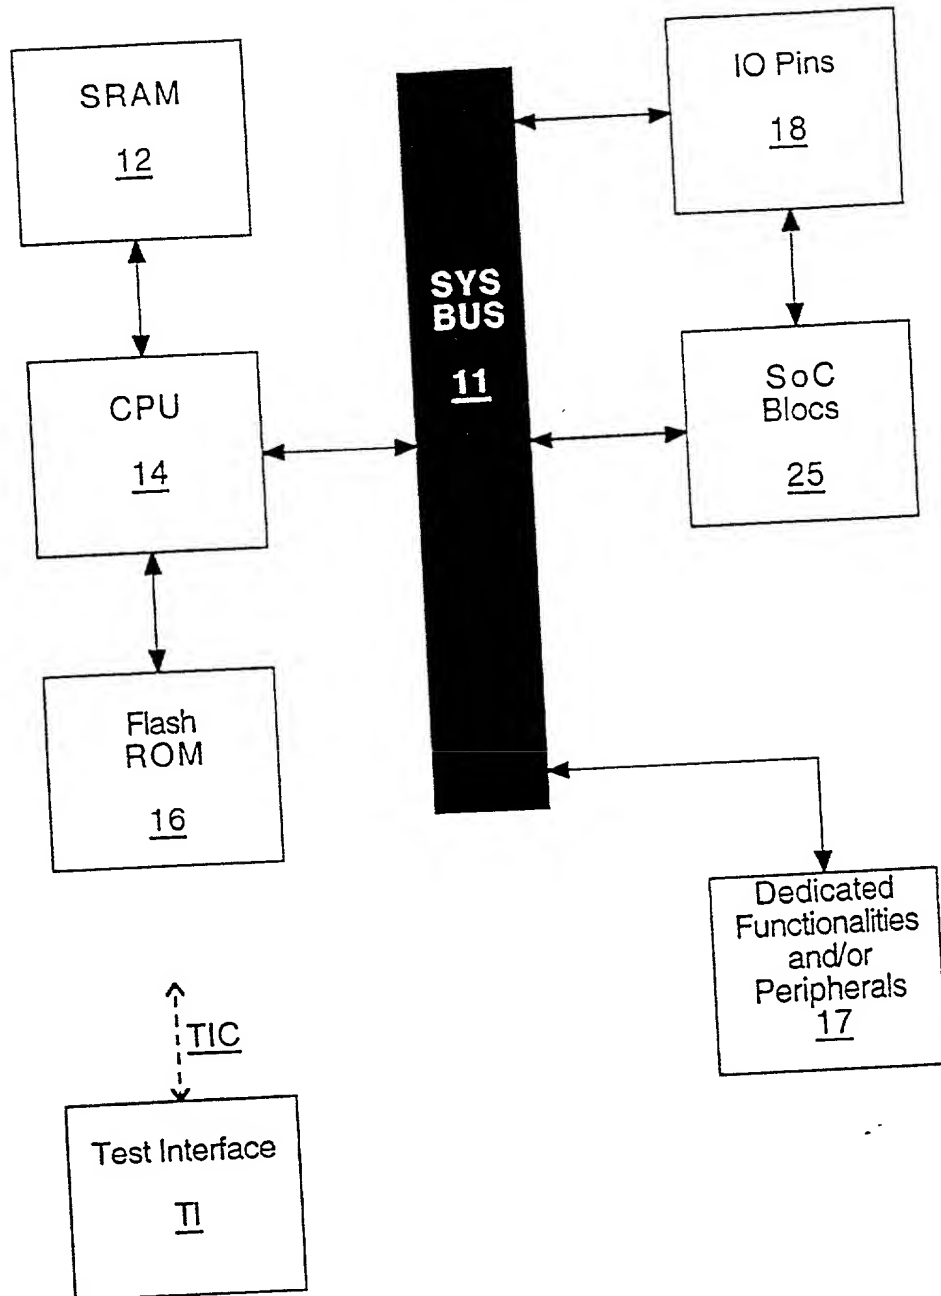 SRAM
12
IO Pins
18
SYS
BUS
11
CPU
14
SoC
Blocs
25
Flash
ROM
16
Dedicated
Functionalities
and/or
Peripherals
17
TIC
Test Interface
TI